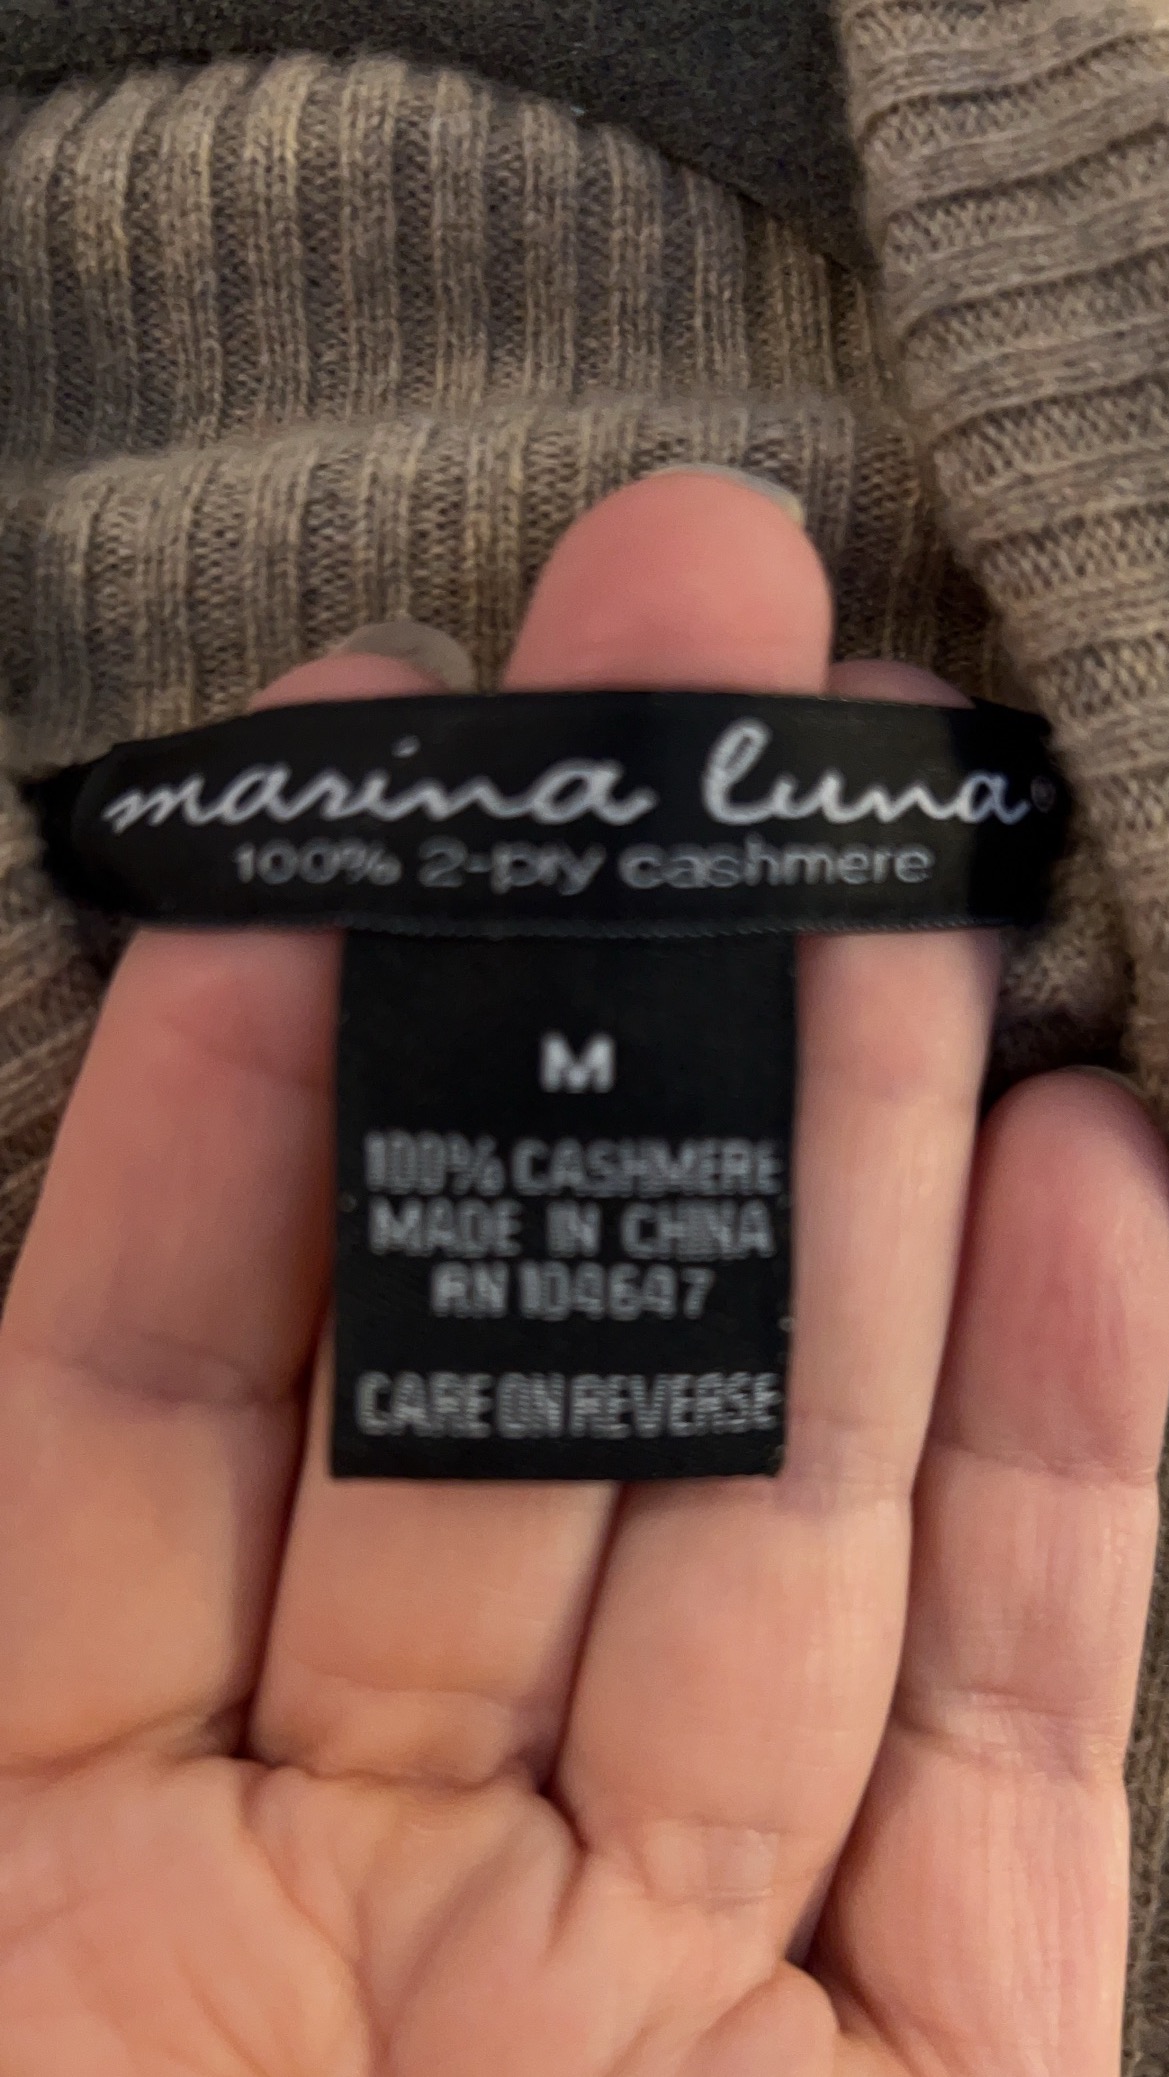 marina luna®
100% 2-ply cashmere
M
100% CASHMERE
MADE IN CHINA
RN 104647
CARE ON REVERSE